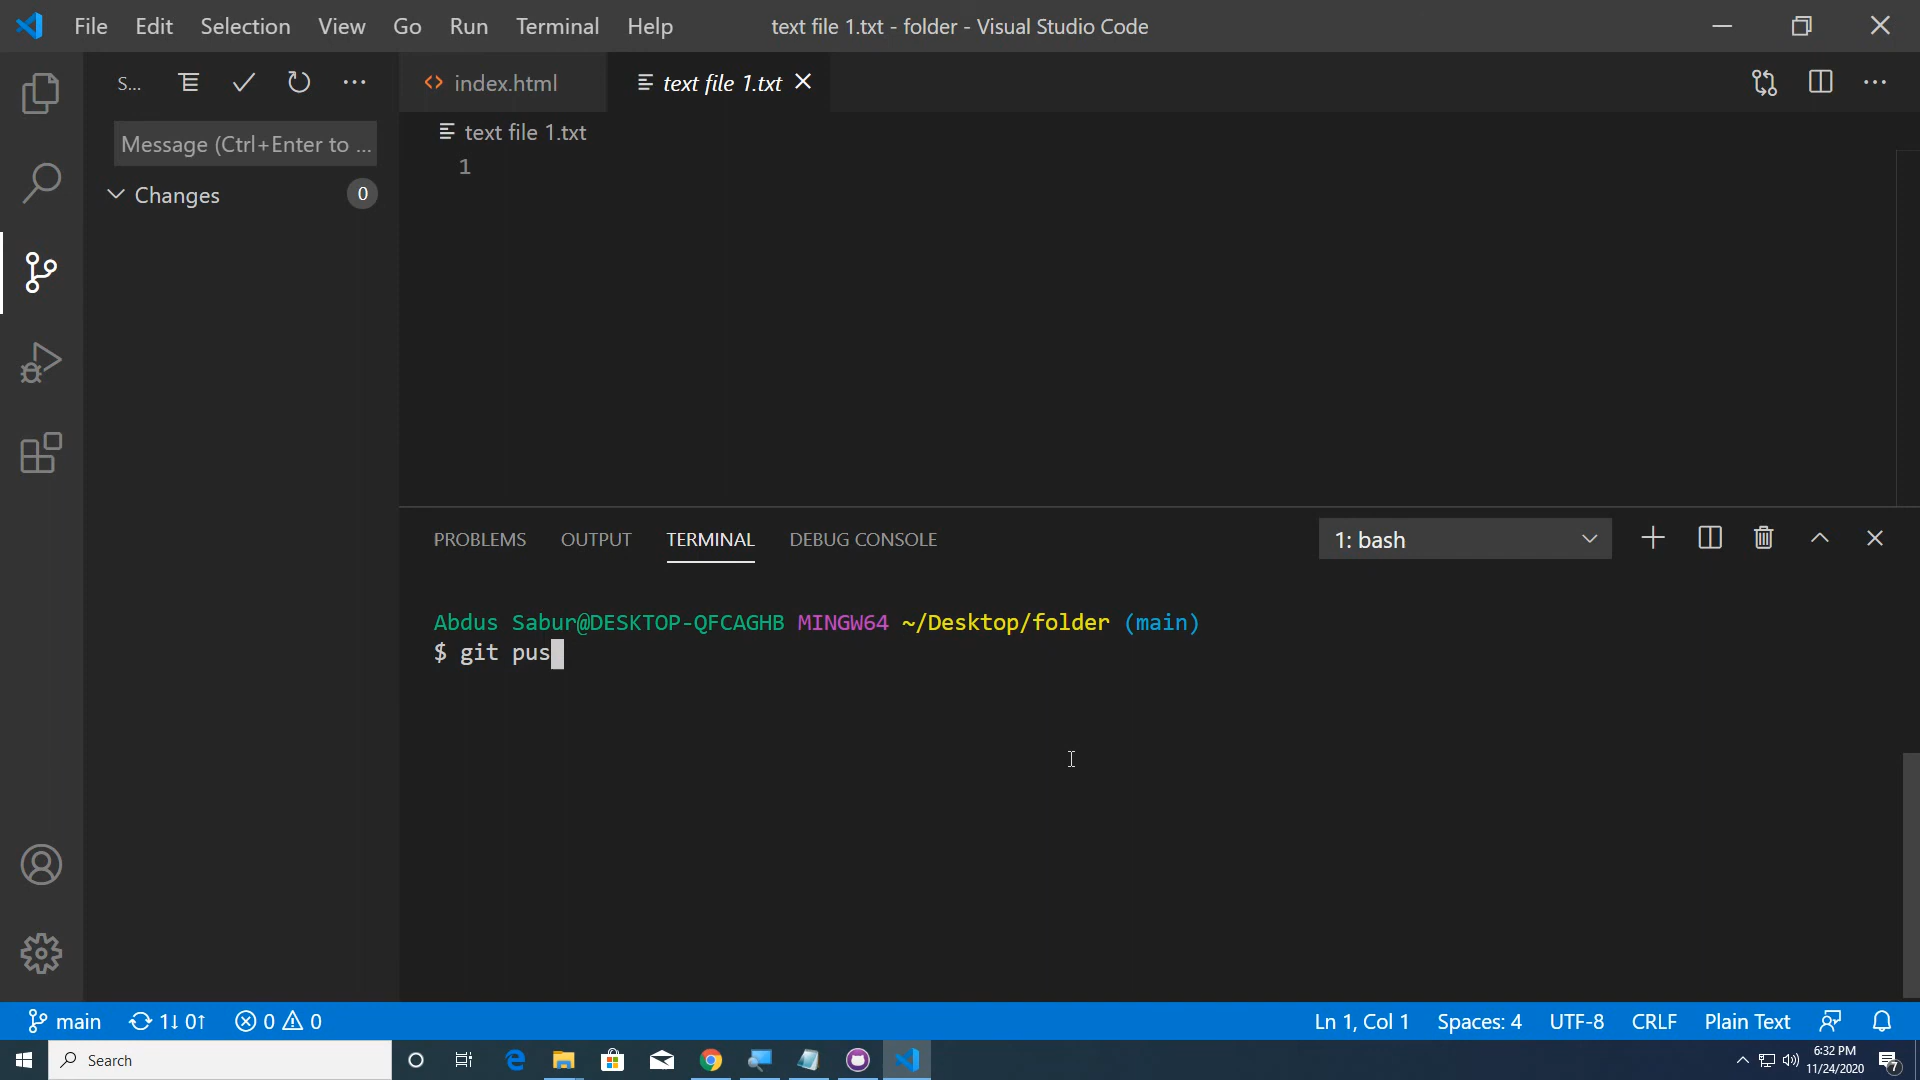 File Edit Selection View Go Run Terminal Help text file 1.txt - folder - Visual Studio Code
S...
index.html
text file 1.txt
Message (Ctrl+Enter to ...
text file 1.txt
1
Changes 0
PROBLEMS OUTPUT TERMINAL DEBUG CONSOLE 1: bash
Abdus Sabur@DESKTOP-QFCAGHB MINGW64 ~/Desktop/folder (main)
$ git pus
main 1↓ 0↑ 0 0 Ln 1, Col 1 Spaces: 4 UTF-8 CRLF Plain Text
Search
6:32 PM
11/24/2020
7